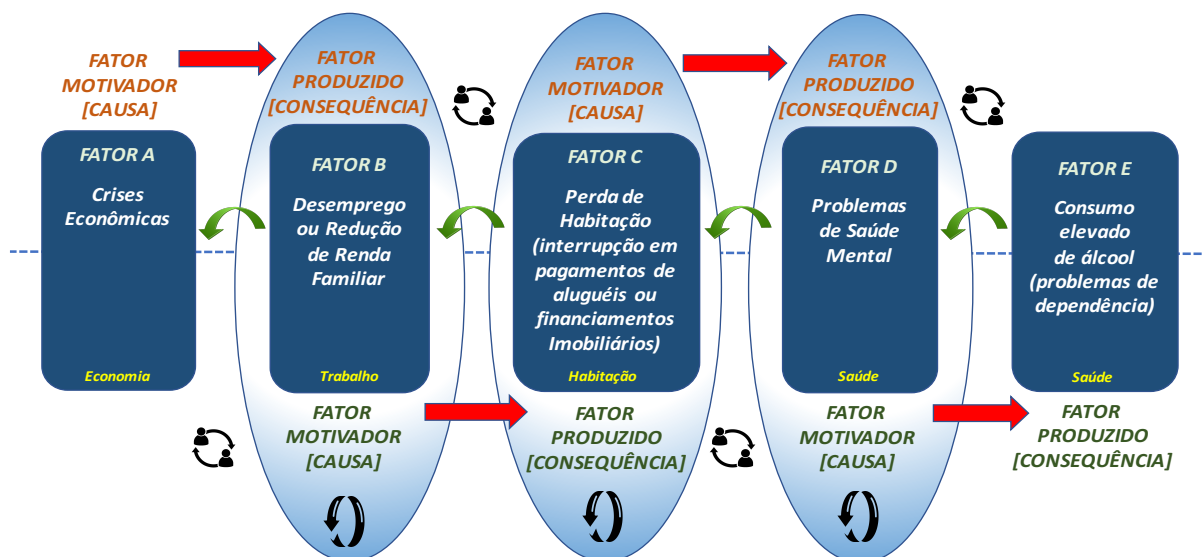 FATOR
MOTIVADOR
[CAUSA]
FATOR
PRODUZIDO
[CONSEQUÊNCIA]
FATOR
MOTIVADOR
[CAUSA]
FATOR
PRODUZIDO
[CONSEQUÊNCIA]
FATOR A
Crises
Econômicas
Economia
FATOR B
Desemprego
ou Redução
de Renda
Familiar
Trabalho
FATOR C
Perda de
Habitação
(interrupção em
pagamentos de
aluguéis ou
financiamentos
Imobiliários)
Habitação
FATOR D
Problemas
de Saúde
Mental
Saúde
FATOR E
Consumo
elevado
de álcool
(problemas de
dependência)
Saúde
FATOR
MOTIVADOR
[CAUSA]
FATOR
PRODUZIDO
[CONSEQUÊNCIA]
FATOR
MOTIVADOR
[CAUSA]
FATOR
PRODUZIDO
[CONSEQUÊNCIA]